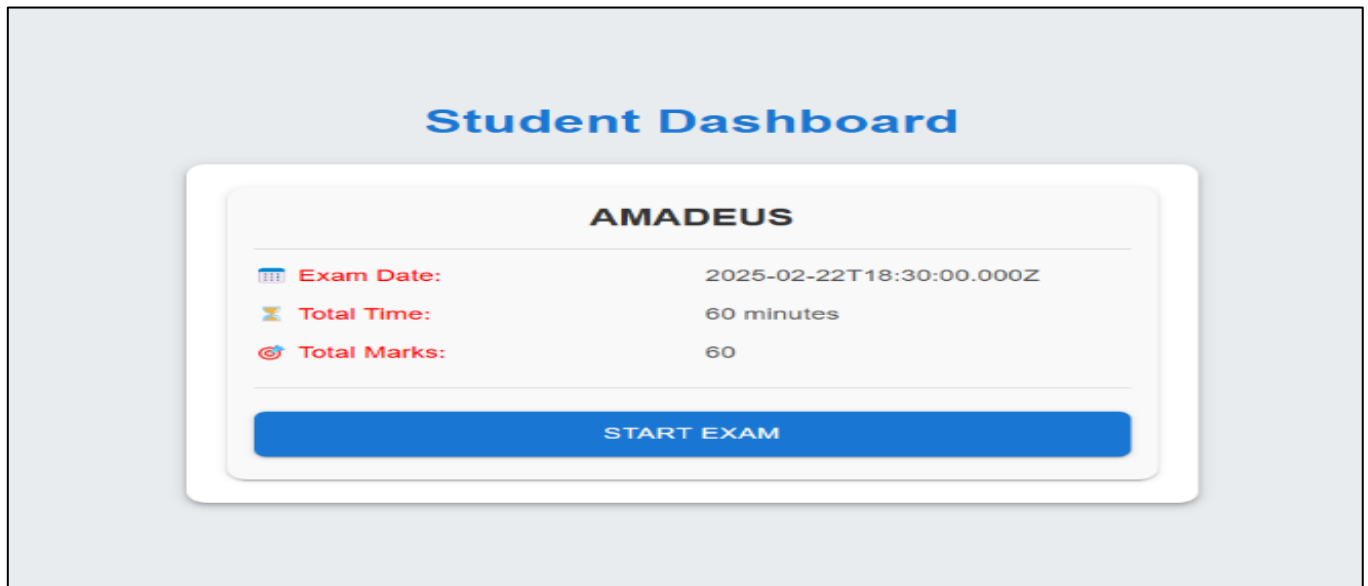 Student Dashboard
AMADEUS
Exam Date: 2025-02-22T18:30:00.000Z
Total Time: 60 minutes
Total Marks: 60
START EXAM